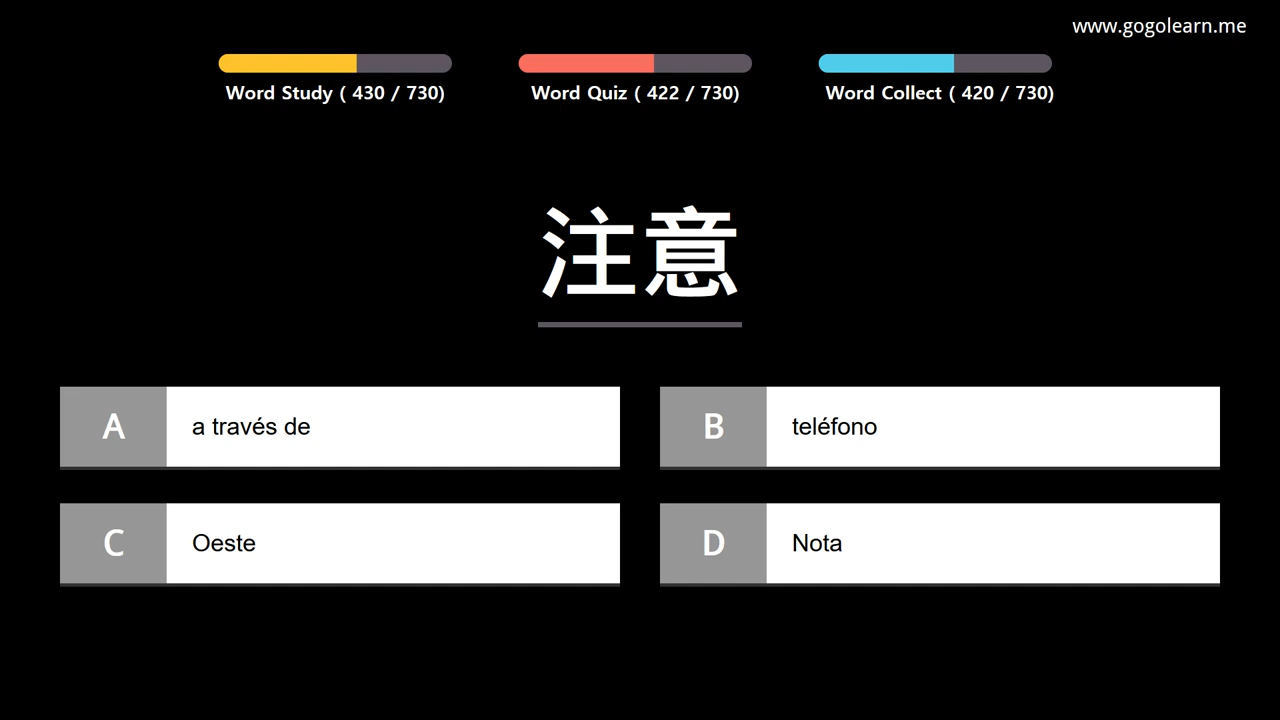 www.gogolearn.me
Word Study ( 430 / 730)
Word Quiz ( 422 / 730)
Word Collect ( 420 / 730)
注意
A a través de
B teléfono
C Oeste
D Nota